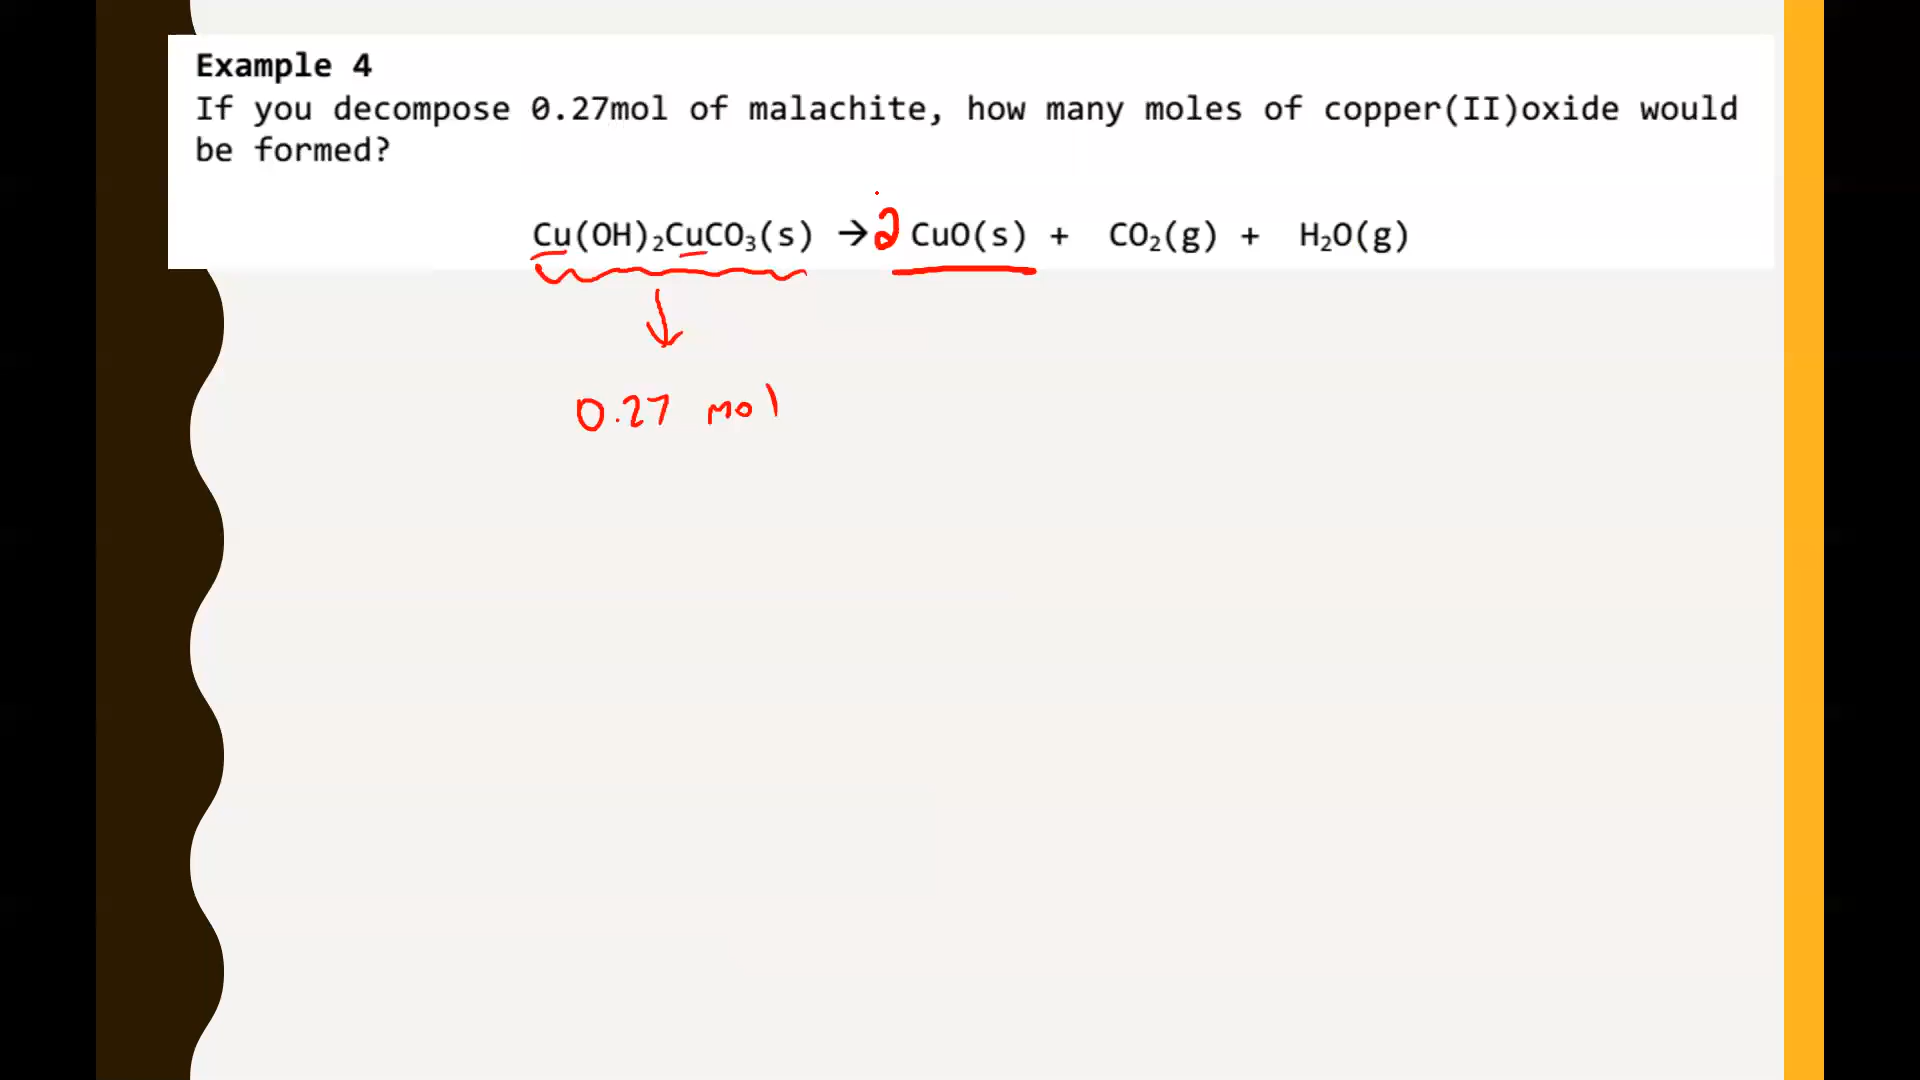 Example 4
If you decompose 0.27mol of malachite, how many moles of copper(II)oxide would
be formed?
Cu(OH)₂CuCO₃(s) → 2 CuO(s) + CO₂(g) + H₂O(g)
0.27 mol